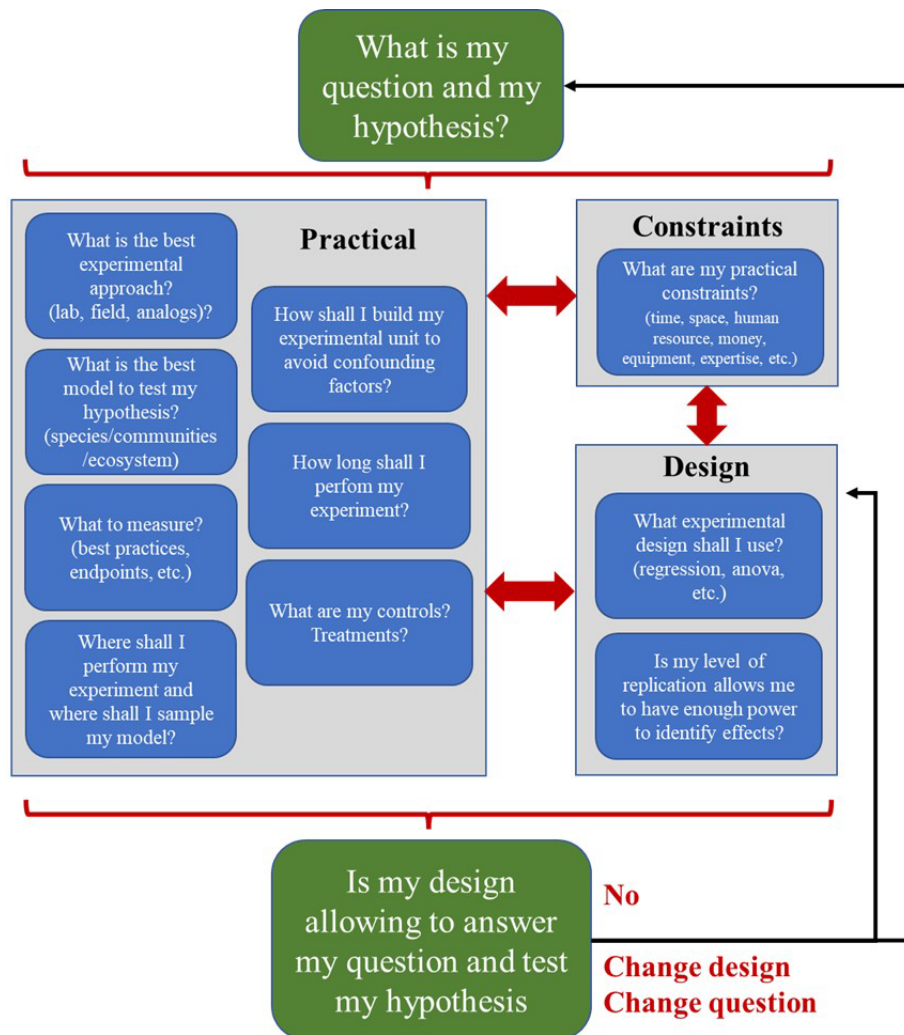 What is my
question and my
hypothesis?
Practical
What is the best
experimental
approach?
(lab, field, analogs)?
What is the best
model to test my
hypothesis?
(species/communities
/ecosystem)
What to measure?
(best practices,
endpoints, etc.)
Where shall I
perform my
experiment and
where shall I sample
my model?
How shall I build my
experimental unit to
avoid confounding
factors?
How long shall I
perfom my
experiment?
What are my controls?
Treatments?
Constraints
What are my practical
constraints?
(time, space, human
resource, money,
equipment, expertise, etc.)
Design
What experimental
design shall I use?
(regression, anova,
etc.)
Is my level of
replication allows me
to have enough power
to identify effects?
Is my design
allowing to answer
my question and test
my hypothesis
No
Change design
Change question